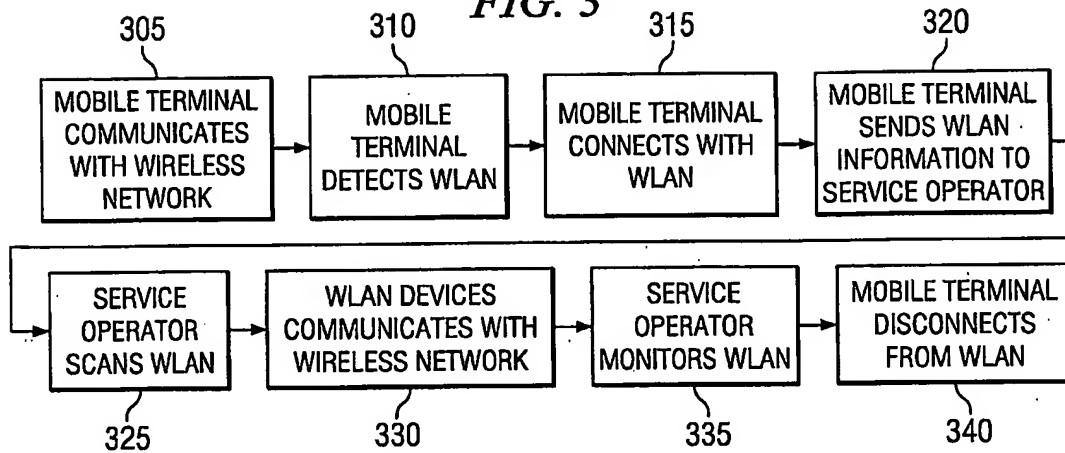 FIG. 3
305
310
315
320
MOBILE TERMINAL
COMMUNICATES
WITH WIRELESS
NETWORK
MOBILE
TERMINAL
DETECTS WLAN
MOBILE TERMINAL
CONNECTS WITH
WLAN
MOBILE TERMINAL
SENDS WLAN
INFORMATION TO
SERVICE OPERATOR
SERVICE
OPERATOR
SCANS WLAN
WLAN DEVICES
COMMUNICATES WITH
WIRELESS NETWORK
SERVICE
OPERATOR
MONITORS WLAN
MOBILE TERMINAL
DISCONNECTS
FROM WLAN
325
330
335
340